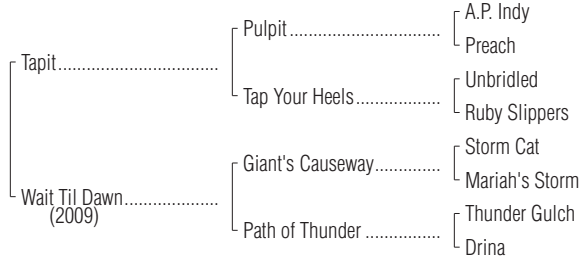 A.P. Indy
Pulpit
Preach
Tapit
Unbridled
Tap Your Heels
Ruby Slippers
Storm Cat
Giant's Causeway
Mariah's Storm
Wait Til Dawn
(2009)
Thunder Gulch
Path of Thunder
Drina